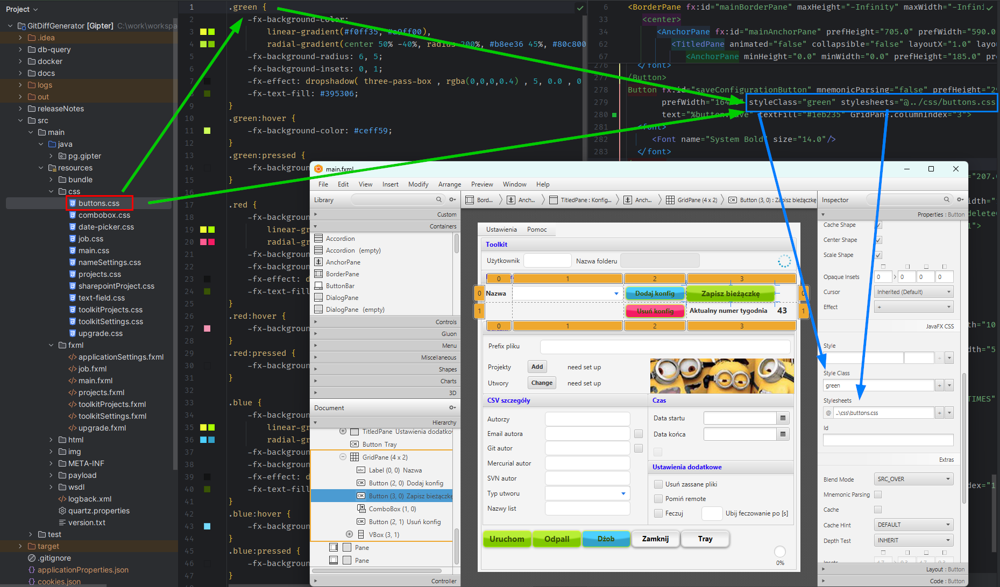 Project
GitDiffGenerator [Gipter] C:\work\workspa
.idea
db-query
docker
docs
logs
out
releaseNotes
src
main
java
pg.gipter
resources
bundle
css
buttons.css
combobox.css
date-picker.css
job.css
main.css
nameSettings.css
projects.css
sharepointProject.css
text-field.css
toolkitProjects.css
toolkitSettings.css
upgrade.css
fxml
applicationSettings.fxml
job.fxml
main.fxml
projects.fxml
toolkitProjects.fxml
toolkitSettings.fxml
upgrade.fxml
html
img
META-INF
payload
wsdl
logback.xml
quartz.properties
version.txt
test
target
.gitignore
applicationProperties.json
cookies.json
1 .green {
2 -fx-background-color:
3 linear-gradient(#f0ff35, #a9ff00),
4 radial-gradient(center 50% -40%, radius 200%, #b8ee36 45%, #80c800
5 -fx-background-radius: 6, 5;
6 -fx-background-insets: 0, 1;
7 -fx-effect: dropshadow( three-pass-box , rgba(0,0,0,0.4) , 5, 0.0 , 0
8 -fx-text-fill: #395306;
9 }
10 .green:hover {
11 -fx-background-color: #ceff59;
12 }
13 .green:pressed {
14 -fx-backgroun
15 }
16
17 .red {
18 -fx-backgroun
19 linear-gr
20 radial-gr
21 -fx-backgroun
22 -fx-backgroun
23 -fx-effect: d
24 -fx-text-fill
25 }
26 .red:hover {
27 -fx-backgroun
28 }
29 .red:pressed {
30 -fx-backgroun
31 }
32
33 .blue {
34 -fx-backgroun
35 linear-gr
36 radial-gr
37 -fx-backgroun
38 -fx-backgroun
39 -fx-effect: d
40 -fx-text-fill
41 }
42 .blue:hover {
43 -fx-backgroun
44 }
45 .blue:pressed {
46 -fx-backgroun
47 }
6 <BorderPane fx:id="mainBorderPane" maxHeight="-Infinity" maxWidth="-Infini
33 <center>
34 <AnchorPane fx:id="mainAnchorPane" prefHeight="705.0" prefWidth="590.0
62 <TitledPane animated="false" collapsible="false" layoutX="1.0" layo
67 <AnchorPane minHeight="0.0" minWidth="0.0" prefHeight="185.0" pre
276 </font>
277 /Button>
278 Button fx:id="saveConfigurationButton" mnemonicParsing="false" prefHeight="29
279 prefWidth="164.0" styleClass="green" stylesheets="@../css/buttons.css
280 text="%button.save" textFill="#1eb235" GridPane.columnIndex="3">
281 <font>
282 <Font name="System Bold" size="14.0"/>
283 </font>
="207.
width="
deleted
1">
th="10
dth="5
TIMES"
dex="1
main.fxml
File Edit View Insert Modify Arrange Preview Window Help
Library
Custom
Containers
Accordion
Accordion (empty)
AnchorPane
BorderPane
ButtonBar
DialogPane
DialogPane (empty)
Controls
Gluon
Menu
Miscellaneous
Shapes
Charts
3D
Document
Hierarchy
TitledPane Ustawienia dodatkow
OK Button Tray
GridPane (4 x 2)
abc Label (0, 0) Nazwa
OK Button (2, 0) Dodaj konfig
OK Button (3, 0) Zapisz bieżączkę
ComboBox (1, 0)
OK Button (2, 1) Usuń konfig
VBox (3, 1)
Pane
Pane
Controller
Bord... Anch... TitledPane : Konfig... Anch... GridPane (4 x 2) OK Button (3, 0) : Zapisz bieżączkę
Ustawienia Pomoc
Toolkit
Użytkownik Nazwa folderu
0 1 2 3
0 Nazwa Dodaj konfig Zapisz bieżączkę 0
1 Usuń konfig Aktualny numer tygodnia 43 1
0 1 2 3
Prefix pliku
Projekty Add need set up
Utwory Change need set up
CSV szczegóły
Autorzy
Email autora
Git autor
Mercurial autor
SVN autor
Typ utworu
Nazwy list
Czas
Data startu
Data końca
Ustawienia dodatkowe
Usuń zassane pliki
Pomiń remote
Feczuj Ubij feczowanie po [s]
Uruchom Odpall Dżob Zamknij Tray
0%
Inspector
Properties : Button
Cache Shape
Center Shape
Scale Shape
Opaque Insets 0 0 0 0
Cursor Inherited (Default)
Effect +
JavaFX CSS
Style
Style Class
green
Stylesheets
@ ..\css\buttons.css
Id
Extras
Blend Mode SRC_OVER
Mnemonic Parsing
Cache
Cache Hint DEFAULT
Depth Test INHERIT
Insets
Layout : Button
Code : Button